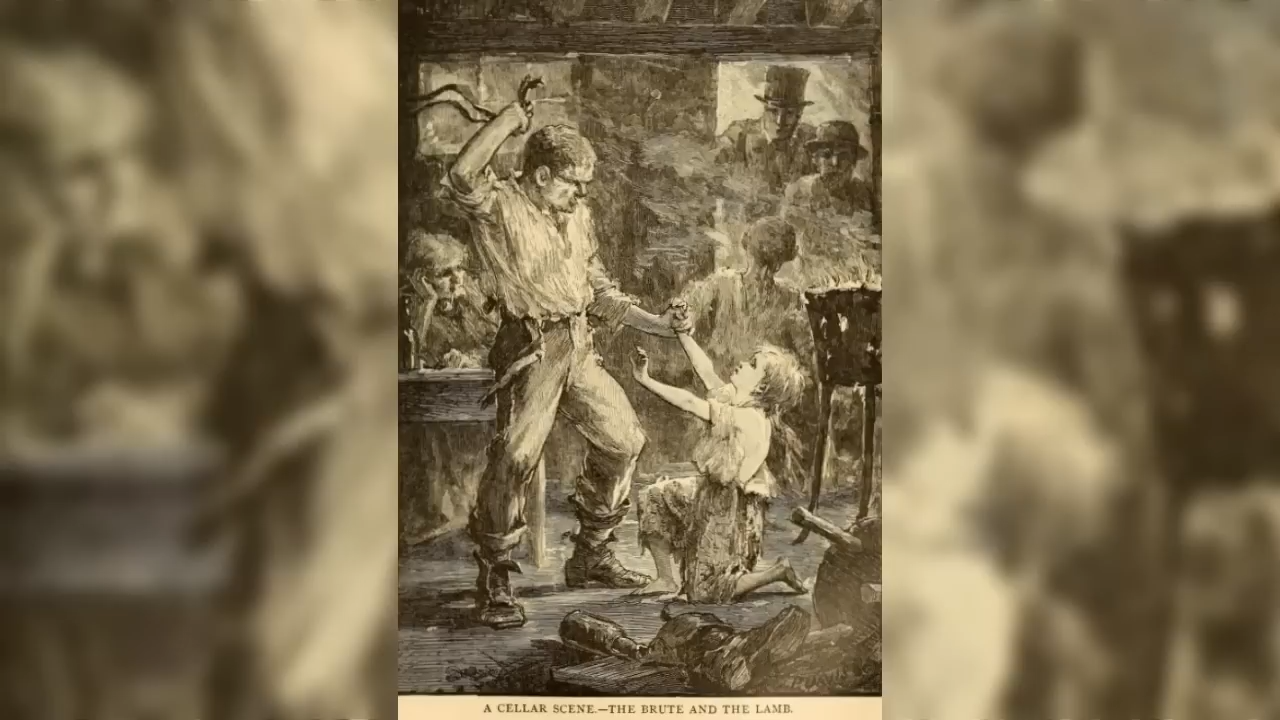 A CELLAR SCENE.—THE BRUTE AND THE LAMB.